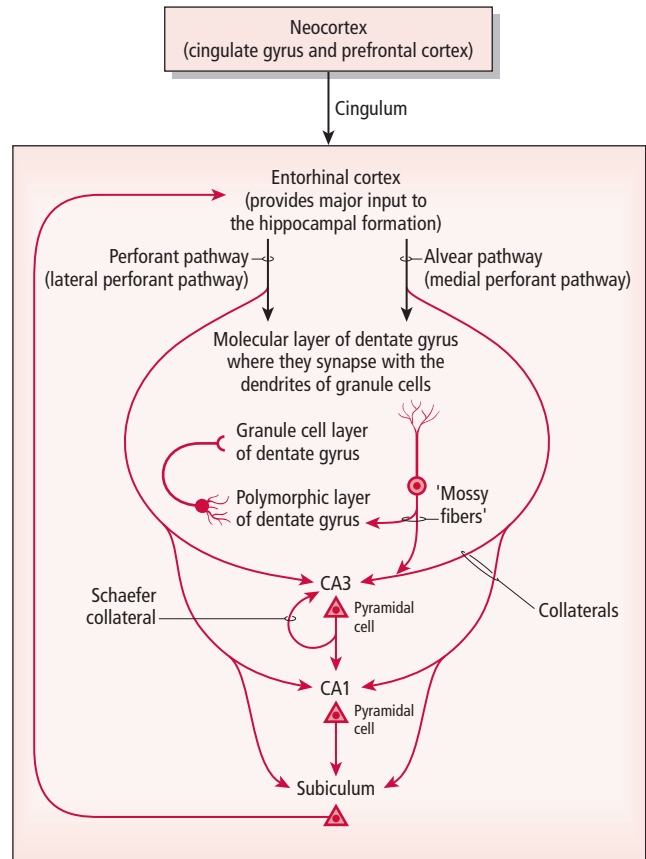 Neocortex
(cingulate gyrus and prefrontal cortex)
Cingulum
Entorhinal cortex
(provides major input to
the hippocampal formation)
Perforant pathway
(lateral perforant pathway)
Alvear pathway
(medial perforant pathway)
Molecular layer of dentate gyrus
where they synapse with the
dendrites of granule cells
Granule cell layer
of dentate gyrus
Polymorphic layer
of dentate gyrus
'Mossy
fibers'
CA3
Pyramidal
cell
Schaefer
collateral
Collaterals
CA1
Pyramidal
cell
Subiculum